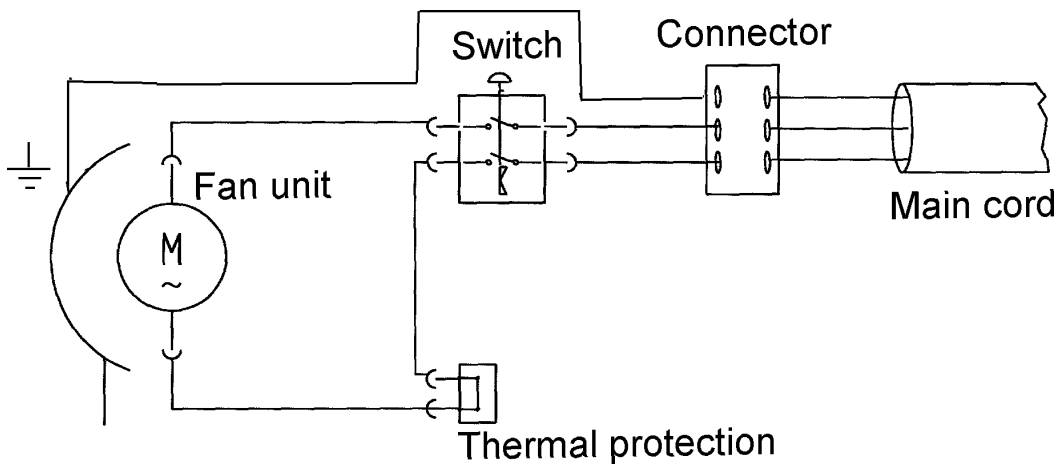 Switch
Connector
Fan unit
Main cord
M
~
Thermal protection